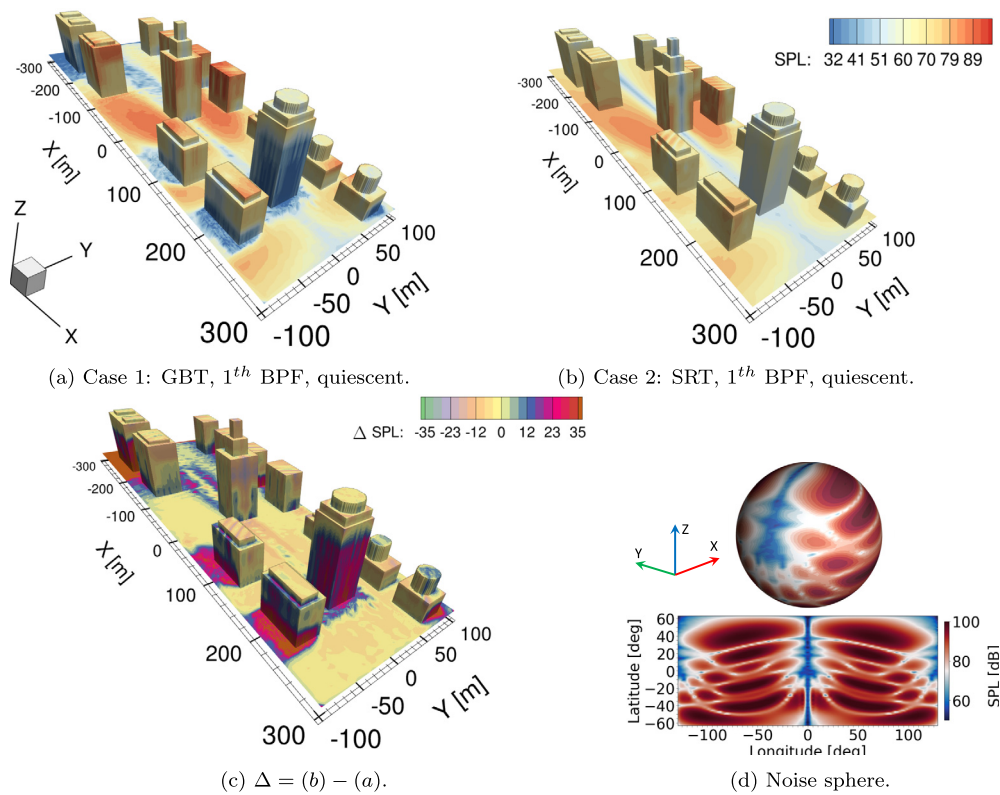 SPL: 32 41 51 60 70 79 89
-300
-200
-100
0
100
200
300
X [m]
-100
-50
0
50
100
Y [m]
Z
Y
X
-300
-200
-100
0
100
200
300
X [m]
-100
-50
0
50
100
Y [m]
(a) Case 1: GBT, 1th BPF, quiescent.
(b) Case 2: SRT, 1th BPF, quiescent.
Δ SPL: -35 -23 -12 0 12 23 35
-300
-200
-100
0
100
200
300
X [m]
-100
-50
0
50
100
Y [m]
Z
Y
X
60
40
20
0
−20
−40
−60
Latitude [deg]
−100 −50 0 50 100
Longitude [deg]
100
80
60
SPL [dB]
(c) Δ = (b) − (a).
(d) Noise sphere.